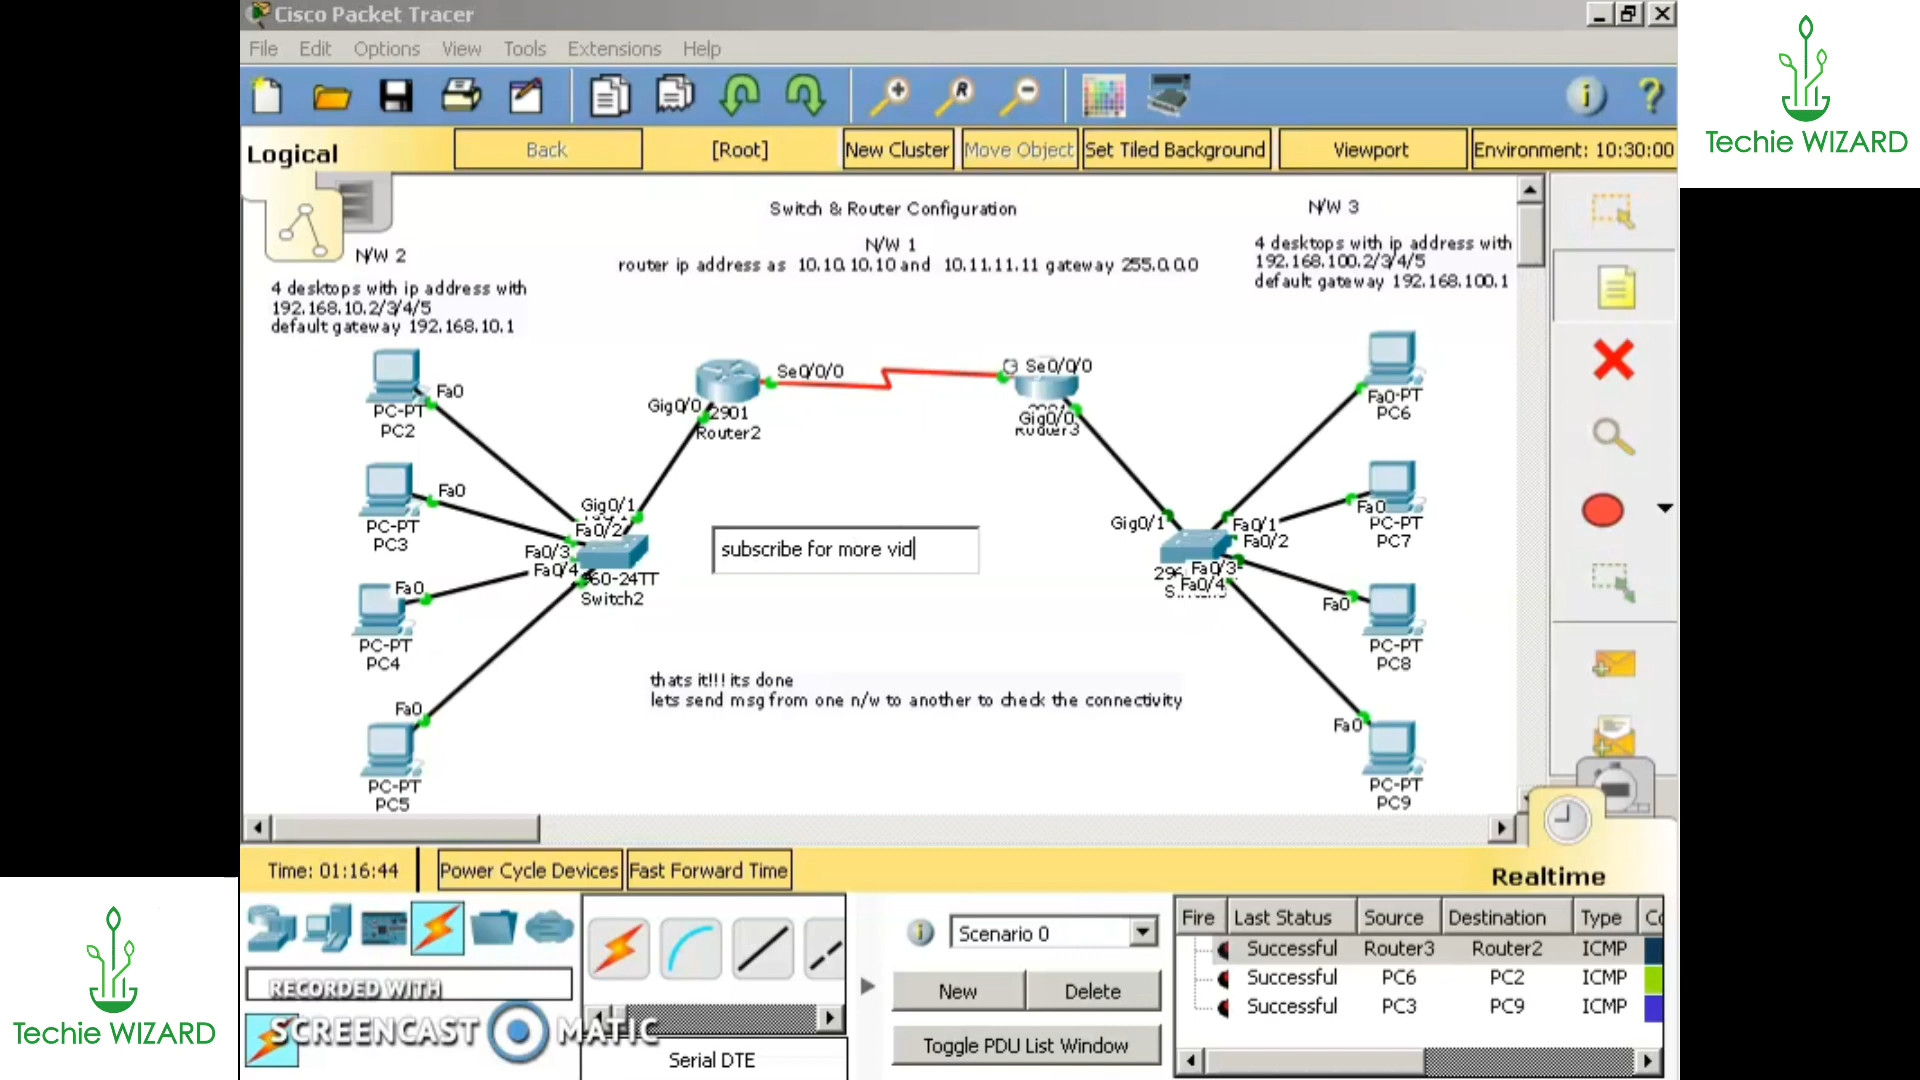 Cisco Packet Tracer
File Edit Options View Tools Extensions Help
Techie WIZARD
Logical
Back
[Root]
New Cluster
Move Object
Set Tiled Background
Viewport
Environment: 10:30:00
Switch & Router Configuration
N/W 3
N/W 1
4 desktops with ip address with
192.168.100.2/3/4/5
default gateway 192.168.100.1
router ip address as 10.10.10.10 and 10.11.11.11 gateway 255.0.0.0
N/W 2
4 desktops with ip address with
192.168.10.2/3/4/5
default gateway 192.168.10.1
Fa0
PC-PT
PC2
Se0/0/0
Gig0/0
2901
Router2
Se0/0/0
Gig0/0
Router3
Fa0-PT
PC6
Fa0
PC-PT
PC3
Gig0/1
Fa0/2
Fa0/3
Fa0/4
60-24TT
Switch2
subscribe for more vid
Gig0/1
Fa0/1
Fa0/2
Fa0/3
Fa0/4
Fa0
PC-PT
PC7
Fa0
PC-PT
PC4
Fa0
PC-PT
PC8
thats it!!! its done
lets send msg from one n/w to another to check the connectivity
Fa0
PC-PT
PC5
Fa0
PC-PT
PC9
Time: 01:16:44
Power Cycle Devices
Fast Forward Time
Realtime
Scenario 0
New
Delete
Toggle PDU List Window
Fire Last Status Source Destination Type
Successful Router3 Router2 ICMP
Successful PC6 PC2 ICMP
Successful PC3 PC9 ICMP
RECORDED WITH
SCREENCAST MATIC
Serial DTE
Techie WIZARD